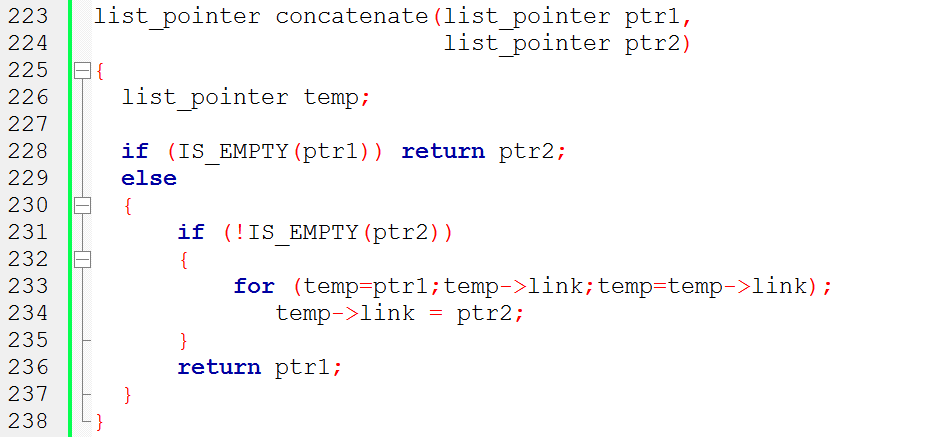 223 list_pointer concatenate(list_pointer ptr1,
224                          list_pointer ptr2)
225 {
226   list_pointer temp;
227
228   if (IS_EMPTY(ptr1)) return ptr2;
229   else
230   {
231       if (!IS_EMPTY(ptr2))
232       {
233           for (temp=ptr1;temp->link;temp=temp->link);
234              temp->link = ptr2;
235       }
236       return ptr1;
237   }
238 }